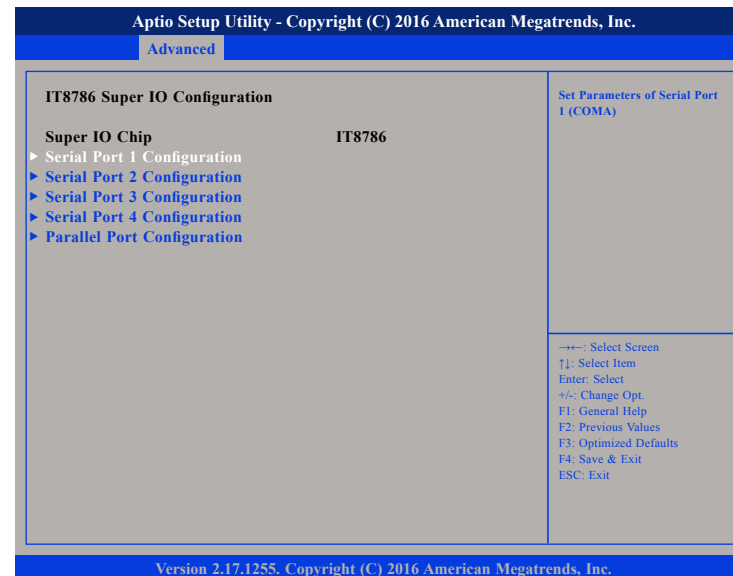 Aptio Setup Utility - Copyright (C) 2016 American Megatrends, Inc.
Advanced
IT8786 Super IO Configuration
Super IO Chip IT8786
► Serial Port 1 Configuration
► Serial Port 2 Configuration
► Serial Port 3 Configuration
► Serial Port 4 Configuration
► Parallel Port Configuration
Set Parameters of Serial Port
1 (COMA)
→←: Select Screen
↑↓: Select Item
Enter: Select
+/-: Change Opt.
F1: General Help
F2: Previous Values
F3: Optimized Defaults
F4: Save & Exit
ESC: Exit
Version 2.17.1255. Copyright (C) 2016 American Megatrends, Inc.